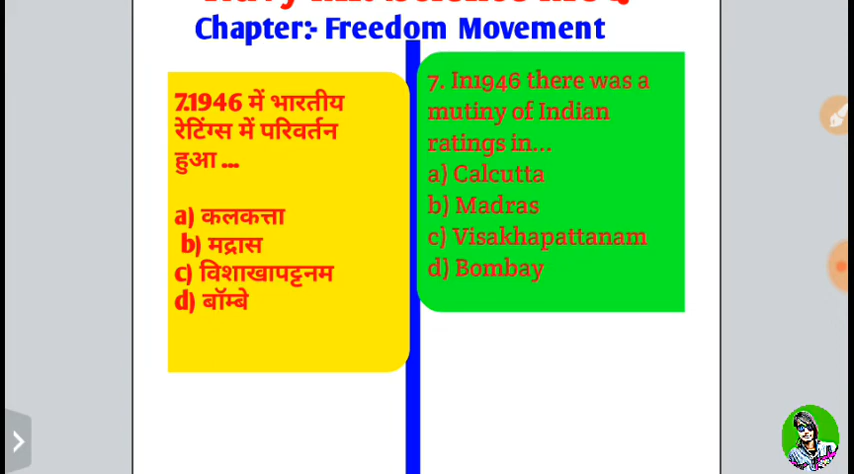 Chapter:- Freedom Movement
7.1946 में भारतीय
रेटिंग्स में परिवर्तन
हुआ ...
a) कलकत्ता
b) मद्रास
c) विशाखापट्टनम
d) बॉम्बे
7. In1946 there was a
mutiny of Indian
ratings in...
a) Calcutta
b) Madras
c) Visakhapattanam
d) Bombay